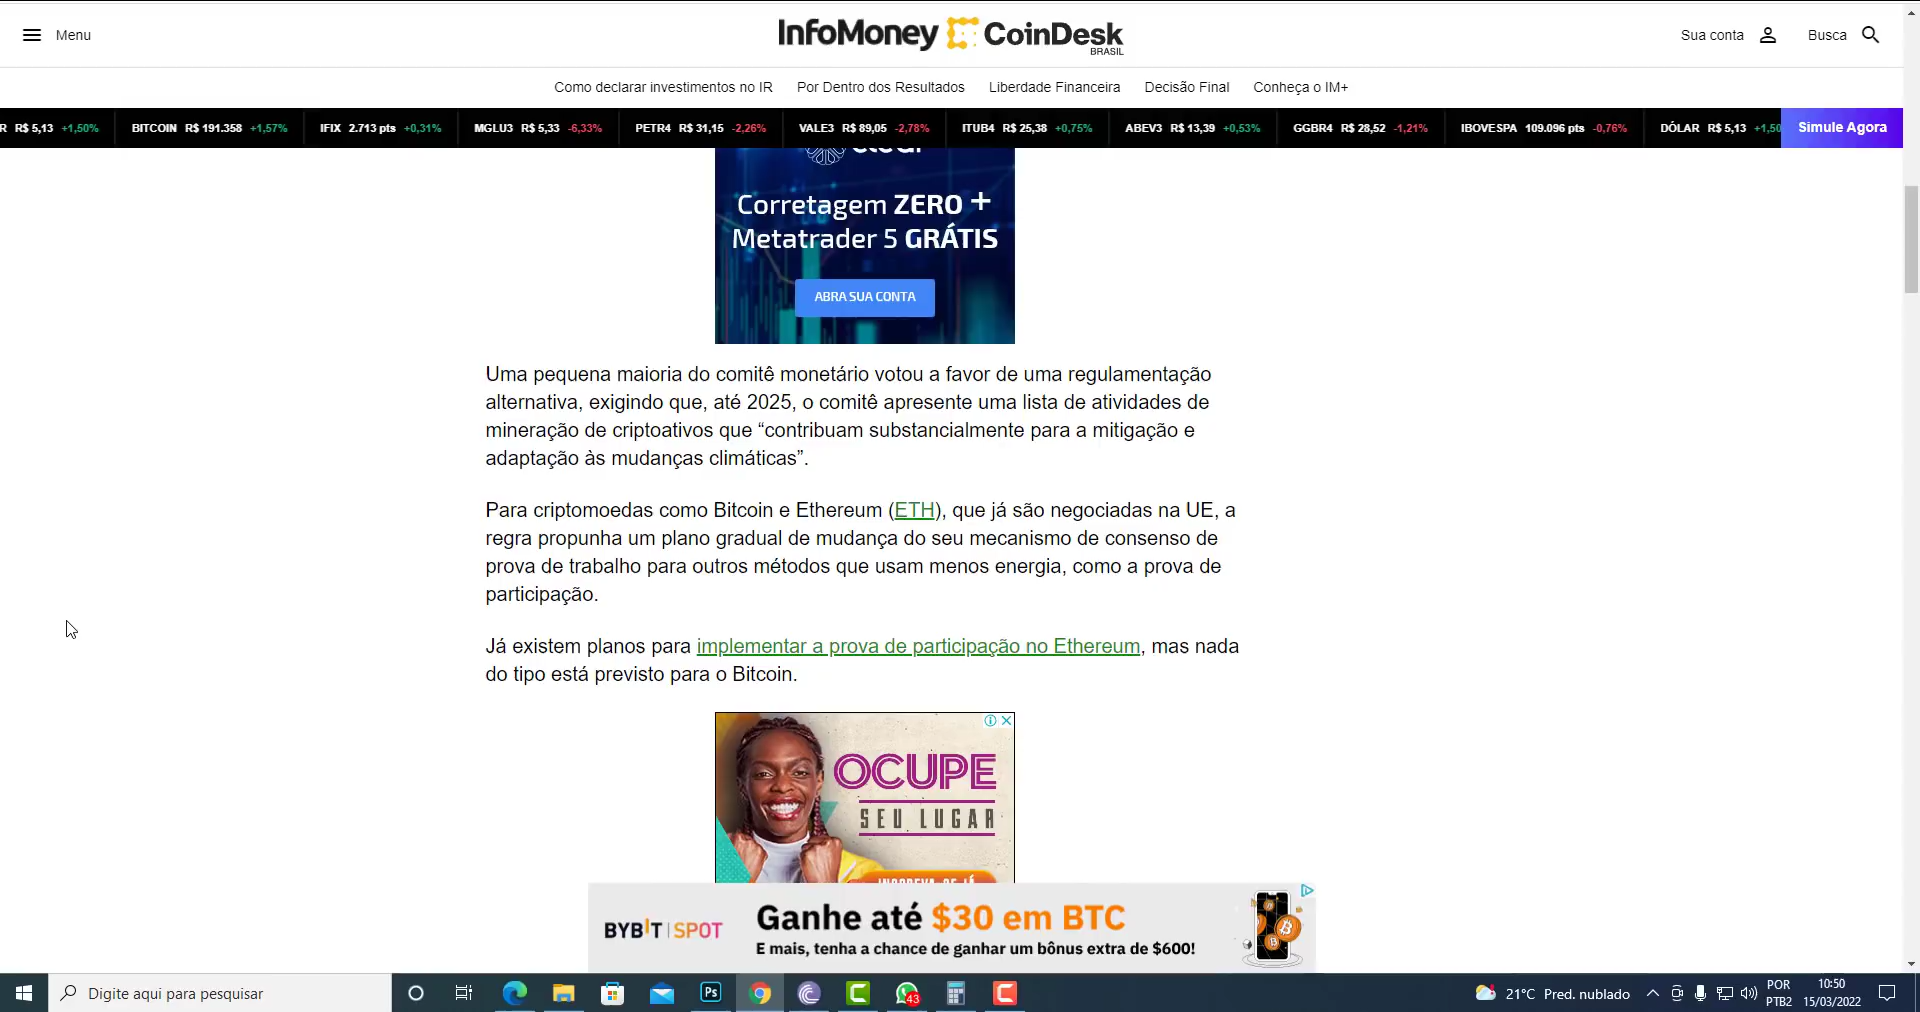 Menu
InfoMoney CoinDesk
BRASIL
Sua conta
Busca
Como declarar investimentos no IR Por Dentro dos Resultados Liberdade Financeira Decisão Final Conheça o IM+
R R$ 5,13 +1,50% BITCOIN R$ 191.358 +1,57% IFIX 2.713 pts +0,31% MGLU3 R$ 5,33 -6,33% PETR4 R$ 31,15 -2,26% VALE3 R$ 89,05 -2,78% ITUB4 R$ 25,38 +0,75% ABEV3 R$ 13,39 +0,53% GGBR4 R$ 28,52 -1,21% IBOVESPA 109.096 pts -0,76% DÓLAR R$ 5,13 +1,50 Simule Agora
Corretagem ZERO +
Metatrader 5 GRÁTIS
ABRA SUA CONTA
Uma pequena maioria do comitê monetário votou a favor de uma regulamentação
alternativa, exigindo que, até 2025, o comitê apresente uma lista de atividades de
mineração de criptoativos que “contribuam substancialmente para a mitigação e
adaptação às mudanças climáticas”.
Para criptomoedas como Bitcoin e Ethereum (ETH), que já são negociadas na UE, a
regra propunha um plano gradual de mudança do seu mecanismo de consenso de
prova de trabalho para outros métodos que usam menos energia, como a prova de
participação.
Já existem planos para implementar a prova de participação no Ethereum, mas nada
do tipo está previsto para o Bitcoin.
OCUPE
SEU LUGAR
BYBIT | SPOT
Ganhe até $30 em BTC
E mais, tenha a chance de ganhar um bônus extra de $600!
Digite aqui para pesquisar
Ps
43
21°C Pred. nublado
POR
PTB2
10:50
15/03/2022